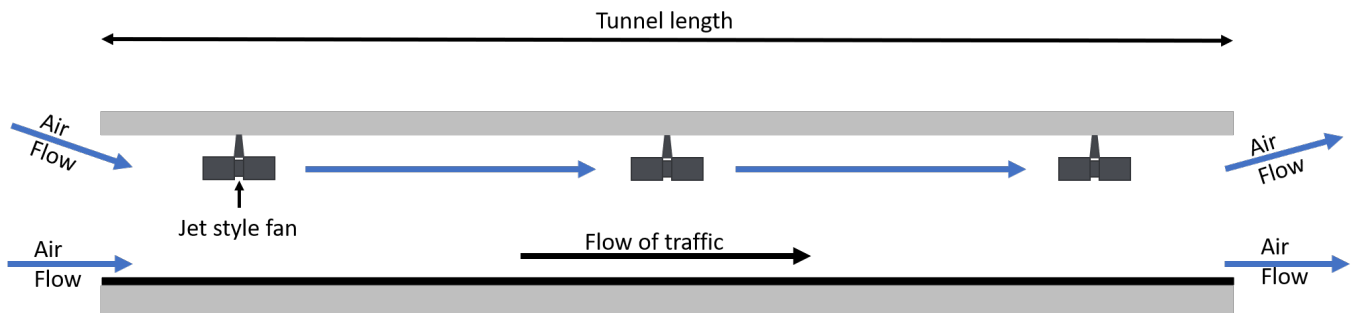 Tunnel length
Air
Flow
Air
Flow
Jet style fan
Flow of traffic
Air
Flow
Air
Flow